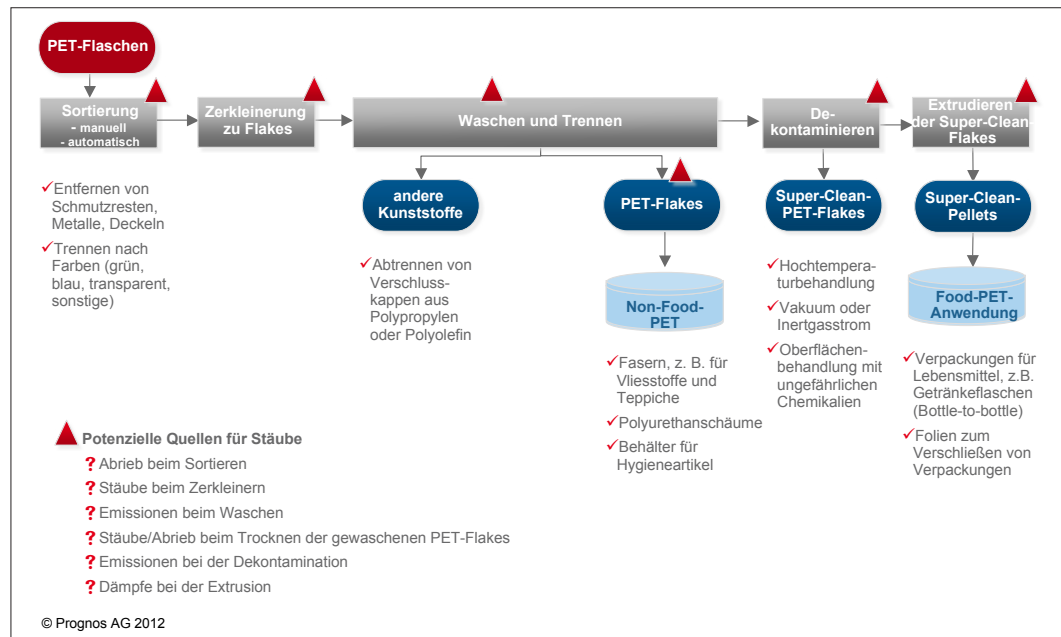 PET-Flaschen
Sortierung
- manuell
- automatisch
Zerkleinerung
zu Flakes
Waschen und Trennen
De-
kontaminieren
Extrudieren
der Super-Clean-
Flakes
✓Entfernen von
Schmutzresten,
Metalle, Deckeln
✓Trennen nach
Farben (grün,
blau, transparent,
sonstige)
andere
Kunststoffe
✓Abtrennen von
Verschluss-
kappen aus
Polypropylen
oder Polyolefin
PET-Flakes
Non-Food-
PET
✓Fasern, z. B. für
Vliesstoffe und
Teppiche
✓Polyurethanschäume
✓Behälter für
Hygieneartikel
Super-Clean-
PET-Flakes
✓Hochtempera-
turbehandlung
✓Vakuum oder
Inertgasstrom
✓Oberflächen-
behandlung mit
ungefährlichen
Chemikalien
Super-Clean-
Pellets
Food-PET-
Anwendung
✓Verpackungen für
Lebensmittel, z.B.
Getränkeflaschen
(Bottle-to-bottle)
✓Folien zum
Verschließen von
Verpackungen
Potenzielle Quellen für Stäube
? Abrieb beim Sortieren
? Stäube beim Zerkleinern
? Emissionen beim Waschen
? Stäube/Abrieb beim Trocknen der gewaschenen PET-Flakes
? Emissionen bei der Dekontamination
? Dämpfe bei der Extrusion
© Prognos AG 2012